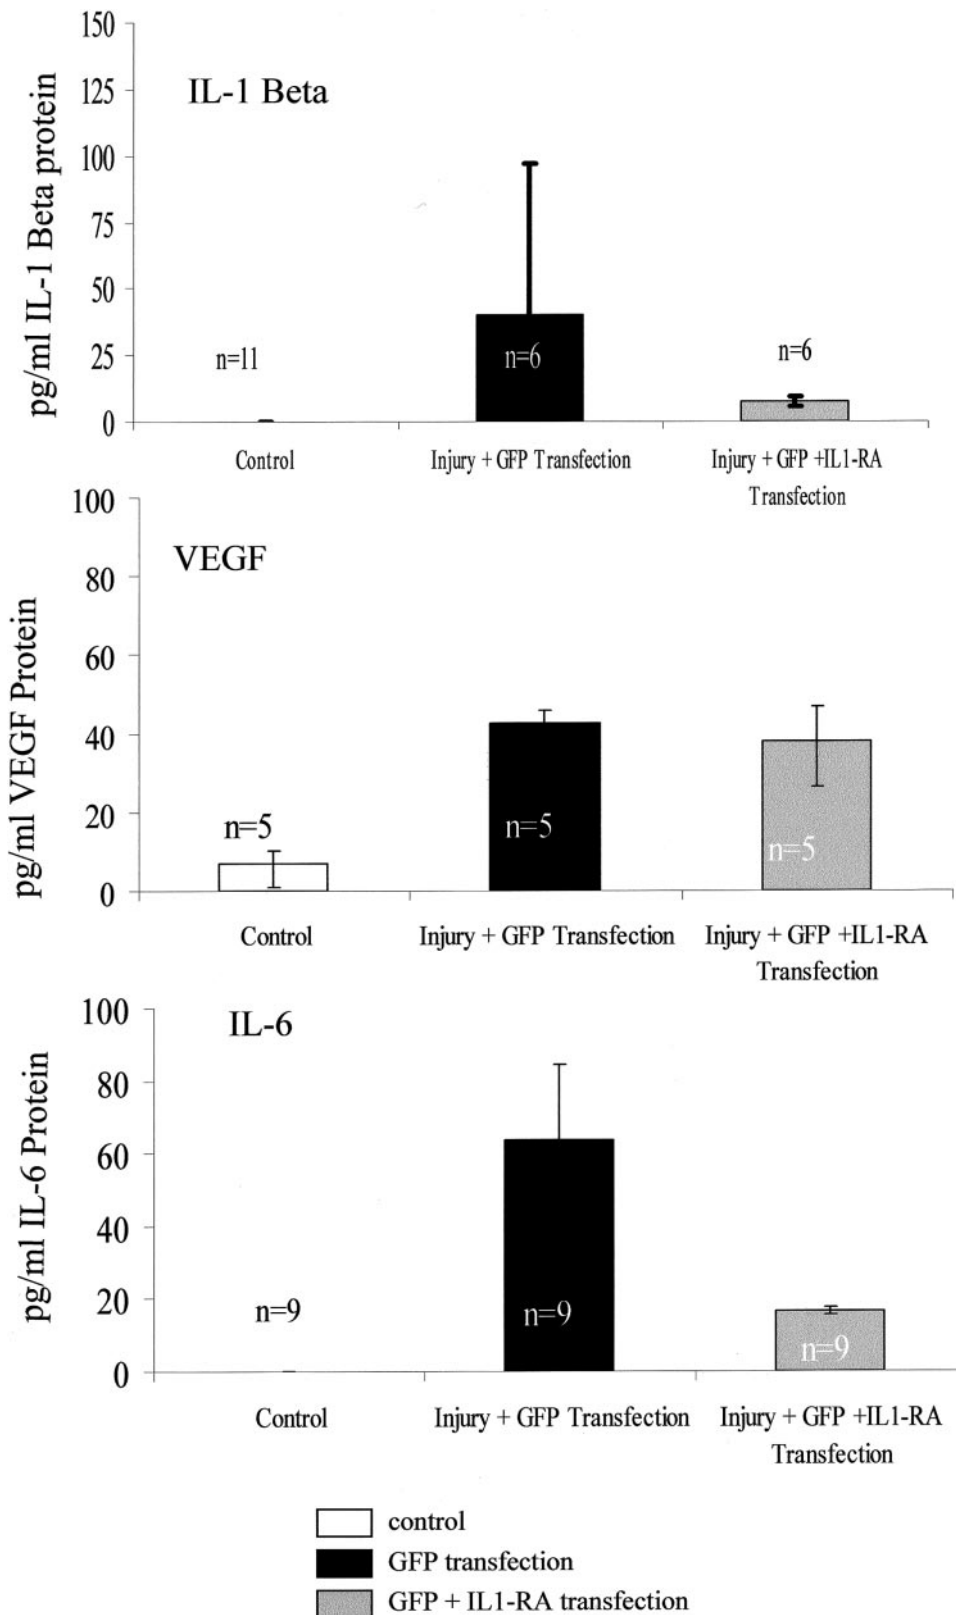 150
IL-1 Beta
125
100
75
50
25
0
pg/ml IL-1 Beta protein
n=11
n=6
n=6
Control
Injury + GFP Transfection
Injury + GFP +IL1-RA
Transfection
100
VEGF
80
60
40
20
0
pg/ml VEGF Protein
n=5
n=5
n=5
Control
Injury + GFP Transfection
Injury + GFP +IL1-RA
Transfection
100
IL-6
80
60
40
20
0
pg/ml IL-6 Protein
n=9
n=9
n=9
Control
Injury + GFP Transfection
Injury + GFP +IL1-RA
Transfection
control
GFP transfection
GFP + IL1-RA transfection